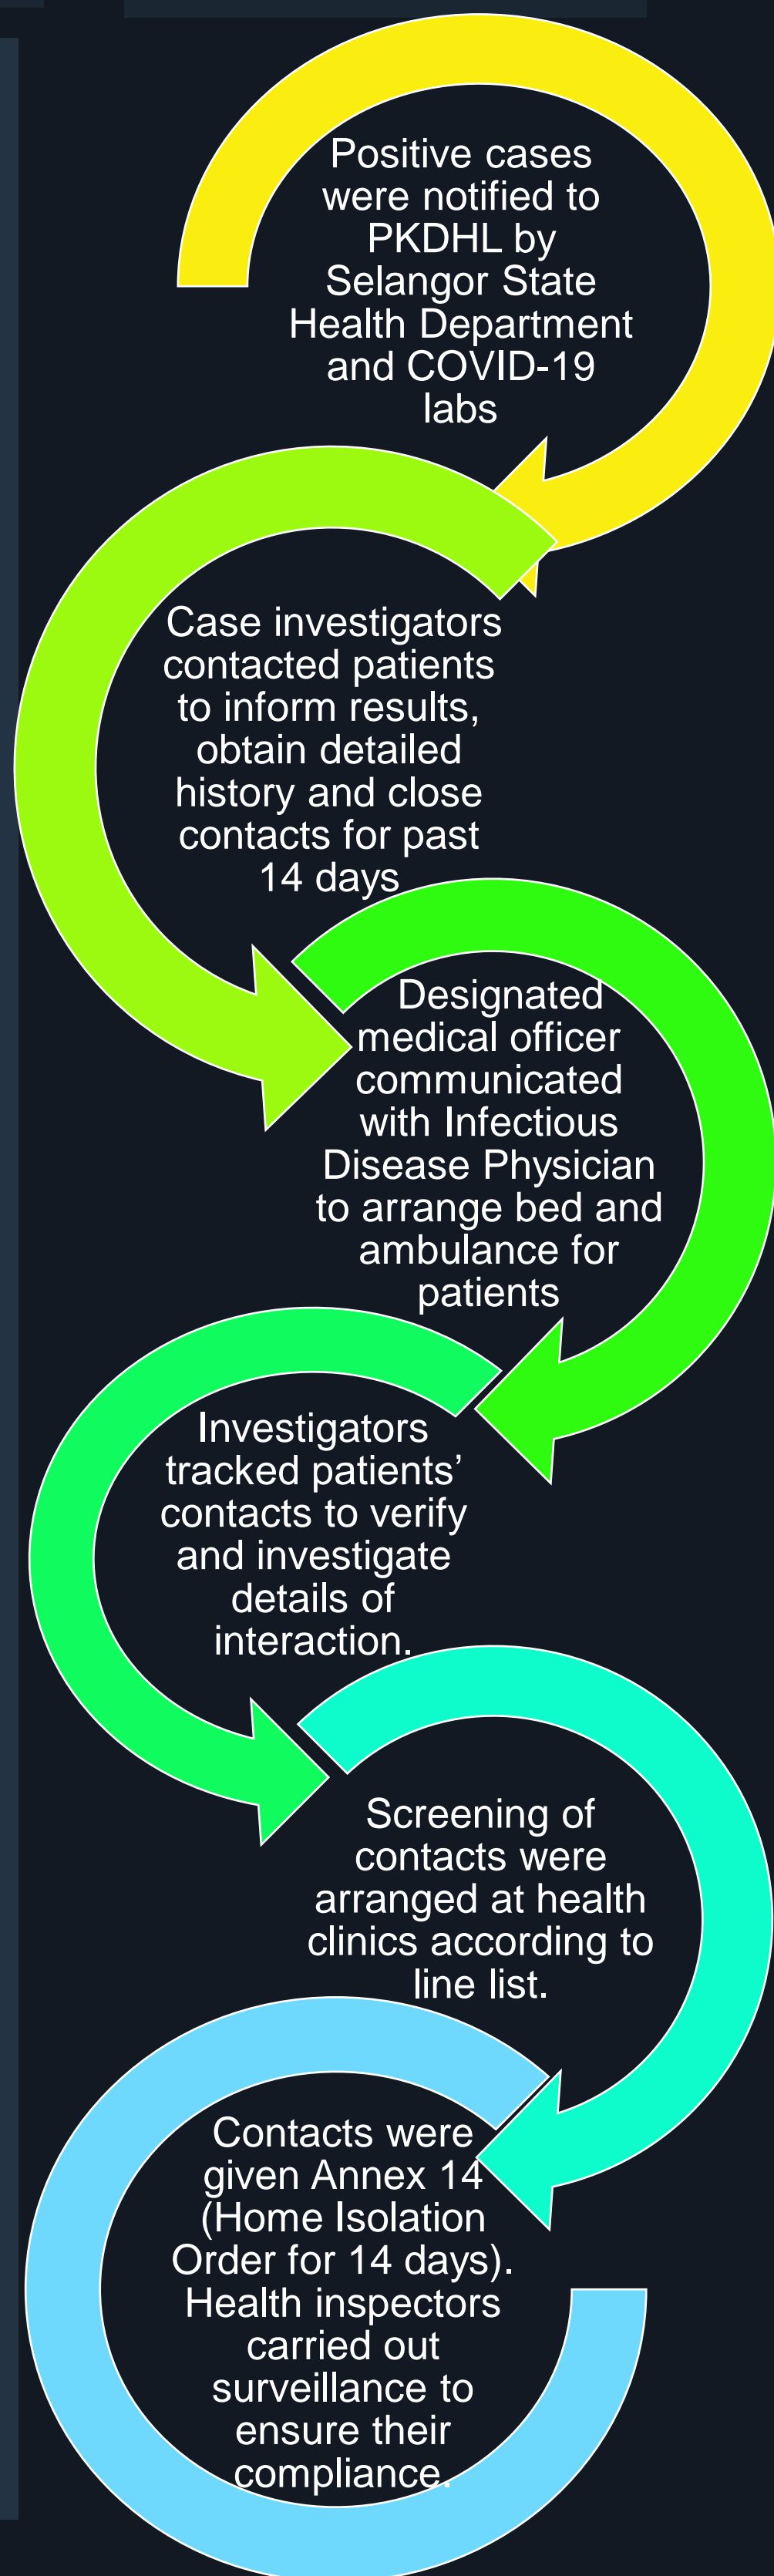 Positive cases
were notified to
PKDHL by
Selangor State
Health Department
and COVID-19
labs
Case investigators
contacted patients
to inform results,
obtain detailed
history and close
contacts for past
14 days
Designated
medical officer
communicated
with Infectious
Disease Physician
to arrange bed and
ambulance for
patients
Investigators
tracked patients’
contacts to verify
and investigate
details of
interaction.
Screening of
contacts were
arranged at health
clinics according to
line list.
Contacts were
given Annex 14
(Home Isolation
Order for 14 days).
Health inspectors
carried out
surveillance to
ensure their
compliance.